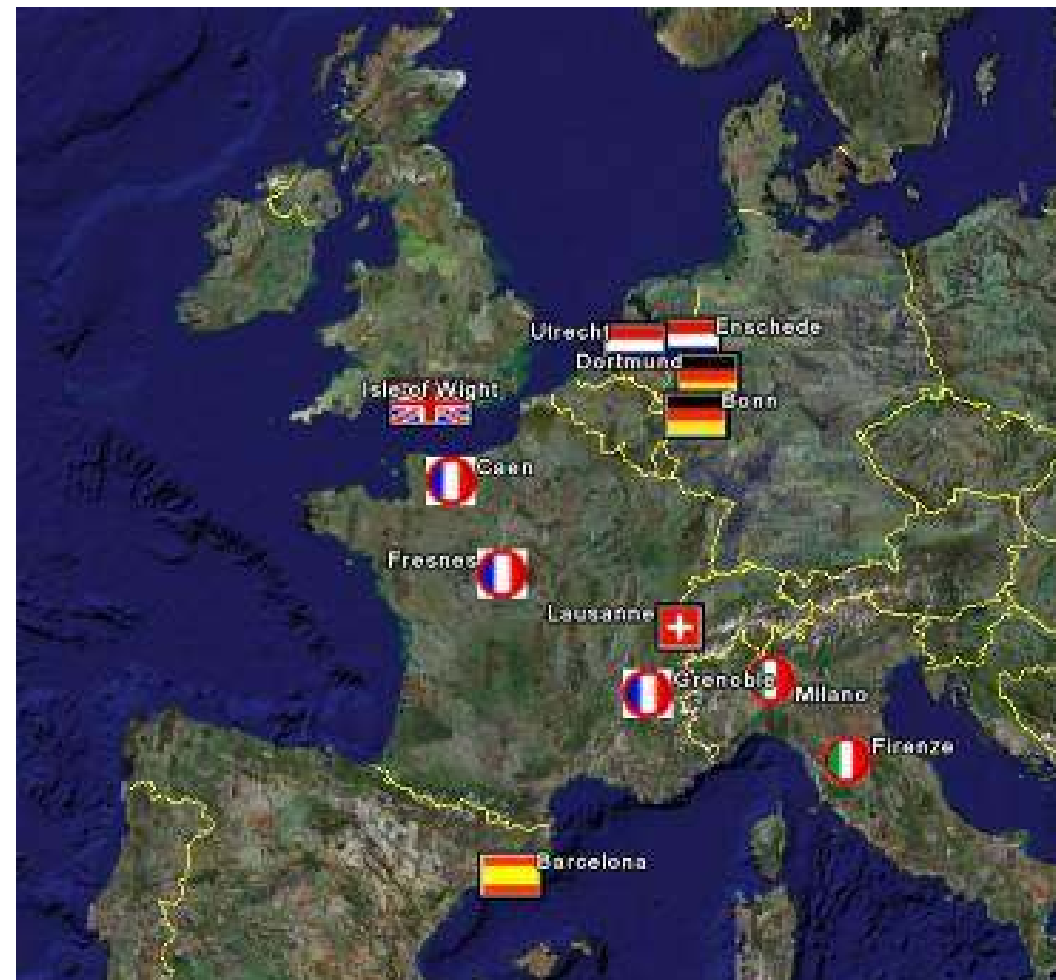 Utrecht
Enschede
Dortmund
Isle of Wight
Bonn
Caen
Fresnes
Lausanne
Grenoble
Milano
Firenze
Barcelona